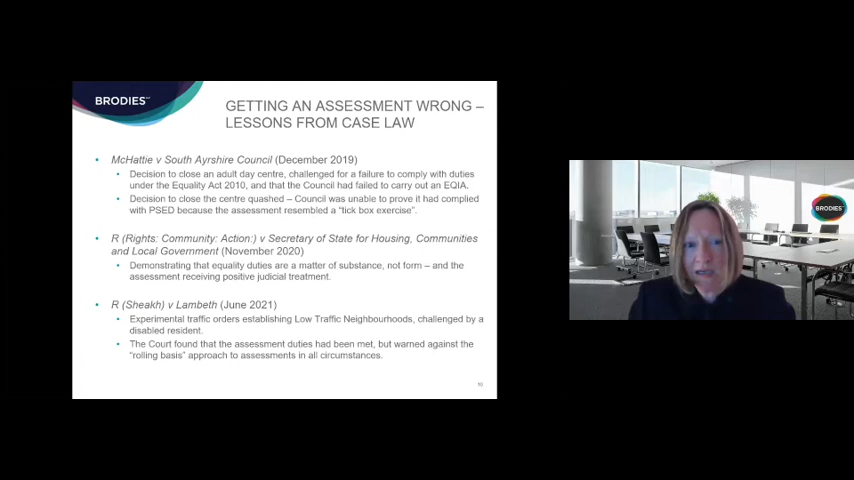 BRODIES LLP
GETTING AN ASSESSMENT WRONG –
LESSONS FROM CASE LAW
• McHattie v South Ayrshire Council (December 2019)
• Decision to close an adult day centre, challenged for a failure to comply with duties
under the Equality Act 2010, and that the Council had failed to carry out an EQIA.
• Decision to close the centre quashed – Council was unable to prove it had complied
with PSED because the assessment resembled a “tick box exercise”.
• R (Rights: Community: Action:) v Secretary of State for Housing, Communities
and Local Government (November 2020)
• Demonstrating that equality duties are a matter of substance, not form – and the
assessment receiving positive judicial treatment.
• R (Sheakh) v Lambeth (June 2021)
• Experimental traffic orders establishing Low Traffic Neighbourhoods, challenged by a
disabled resident.
• The Court found that the assessment duties had been met, but warned against the
“rolling basis” approach to assessments in all circumstances.
BRODIES